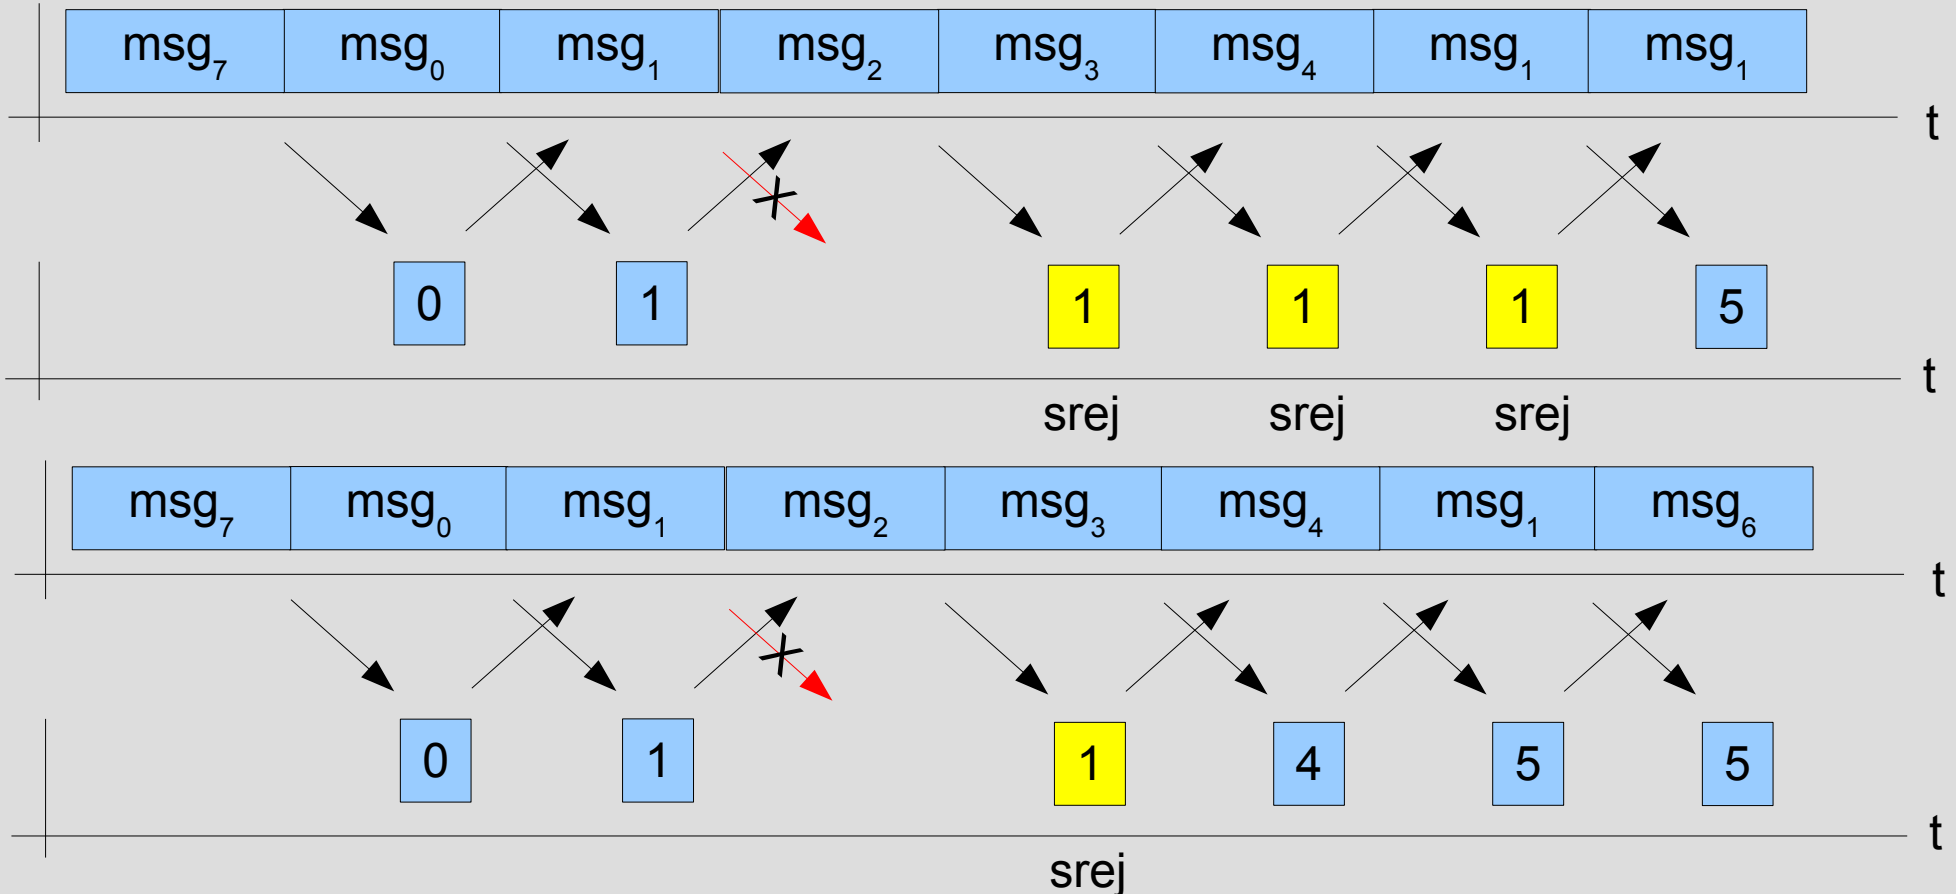 msg7 msg0 msg1 msg2 msg3 msg4 msg1 msg1
t
0 1 1 1 1 5
t
srej srej srej
msg7 msg0 msg1 msg2 msg3 msg4 msg1 msg6
t
0 1 1 4 5 5
t
srej